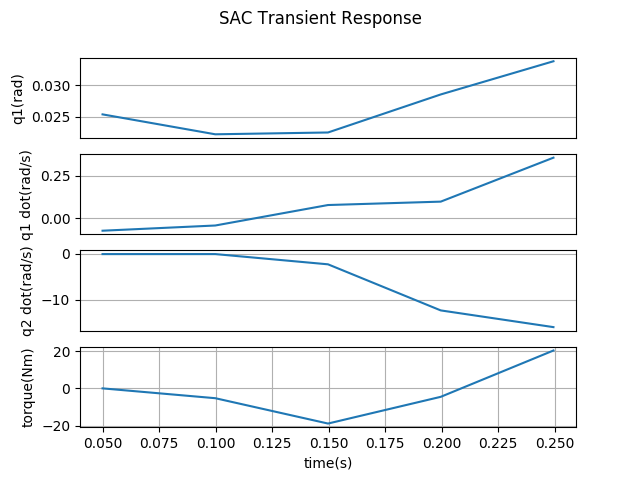 SAC Transient Response
q1(rad)
0.030
0.025
q1 dot(rad/s)
0.25
0.00
q2 dot(rad/s)
0
−10
torque(Nm)
20
0
−20
0.050 0.075 0.100 0.125 0.150 0.175 0.200 0.225 0.250
time(s)